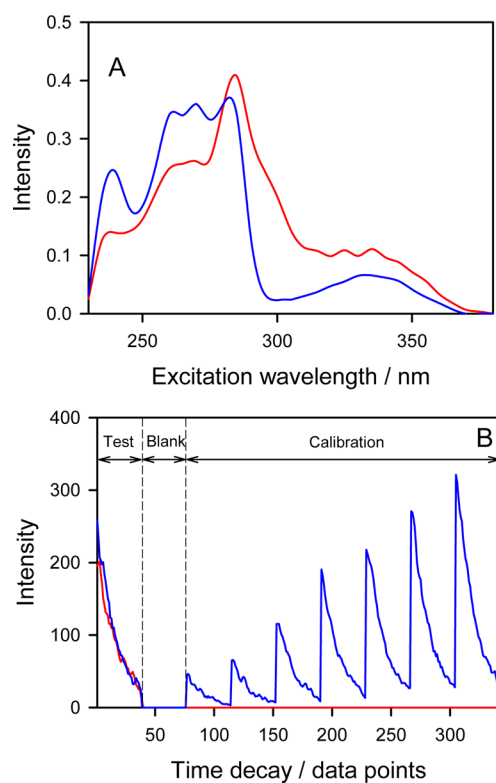 0.5
A
0.4
0.3
0.2
0.1
0.0
Intensity
250 300 350
Excitation wavelength / nm
400
Test Blank Calibration B
300
200
100
0
Intensity
50 100 150 200 250 300
Time decay / data points